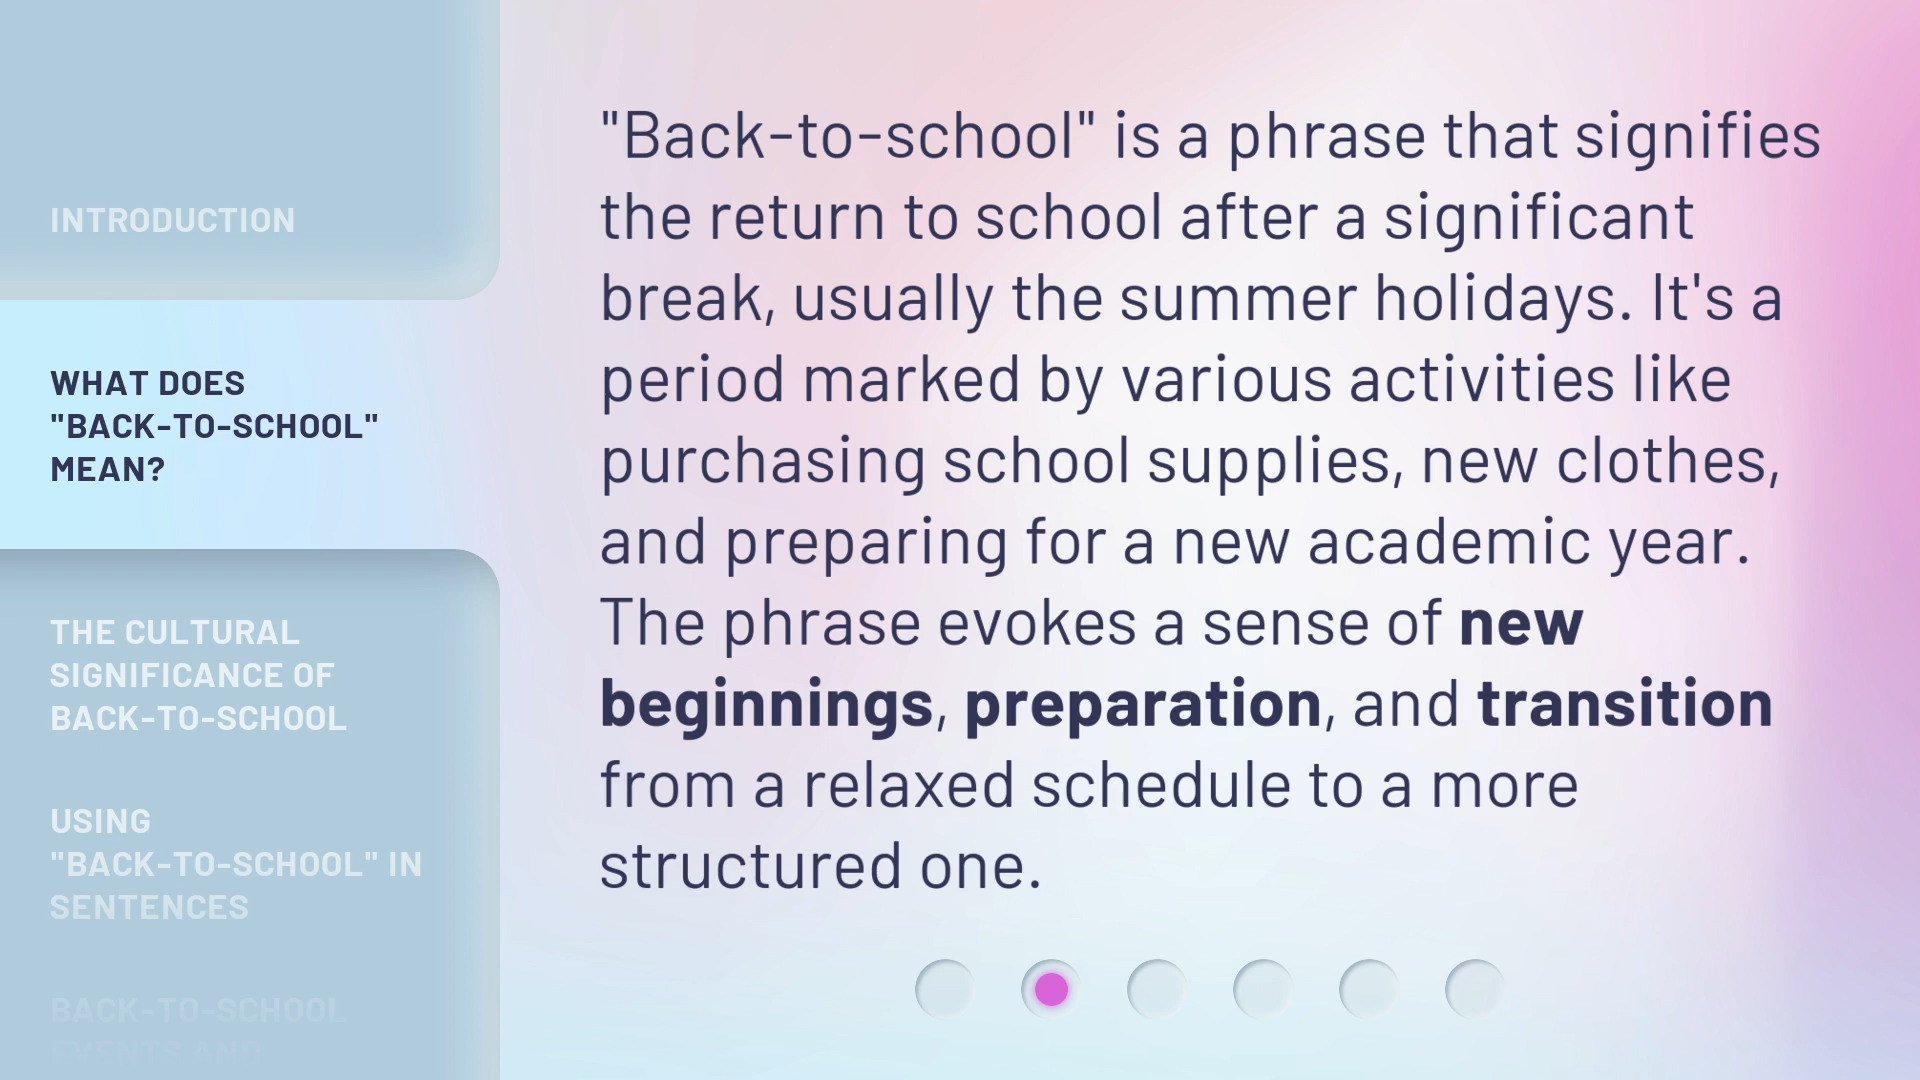 INTRODUCTION
WHAT DOES
"BACK-TO-SCHOOL"
MEAN?
THE CULTURAL
SIGNIFICANCE OF
BACK-TO-SCHOOL
USING
"BACK-TO-SCHOOL" IN
SENTENCES
BACK-TO-SCHOOL
EVENTS AND
"Back-to-school" is a phrase that signifies
the return to school after a significant
break, usually the summer holidays. It's a
period marked by various activities like
purchasing school supplies, new clothes,
and preparing for a new academic year.
The phrase evokes a sense of new
beginnings, preparation, and transition
from a relaxed schedule to a more
structured one.